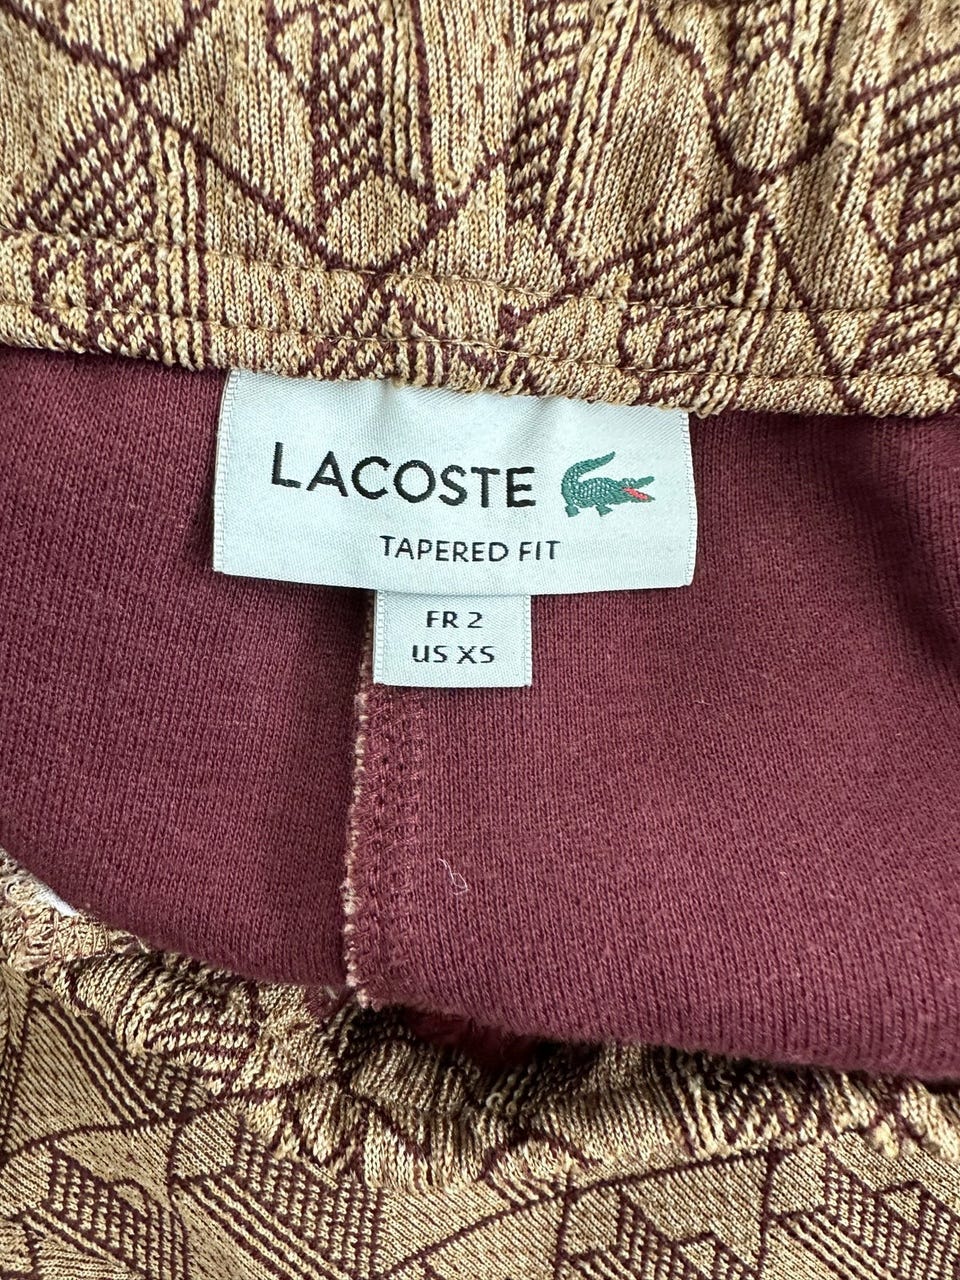 LACOSTE
TAPERED FIT
FR 2
US XS